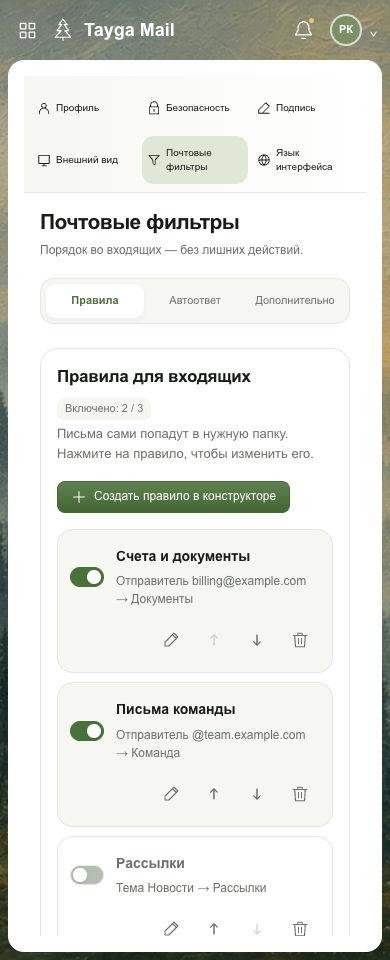 Tayga Mail
РК
Профиль
Безопасность
Подпись
Внешний вид
Почтовые
фильтры
Язык
интерфейса
Почтовые фильтры
Порядок во входящих — без лишних действий.
Правила
Автоответ
Дополнительно
Правила для входящих
Включено: 2 / 3
Письма сами попадут в нужную папку.
Нажмите на правило, чтобы изменить его.
Создать правило в конструкторе
Счета и документы
Отправитель billing@example.com
→ Документы
Письма команды
Отправитель @team.example.com
→ Команда
Рассылки
Тема Новости → Рассылки